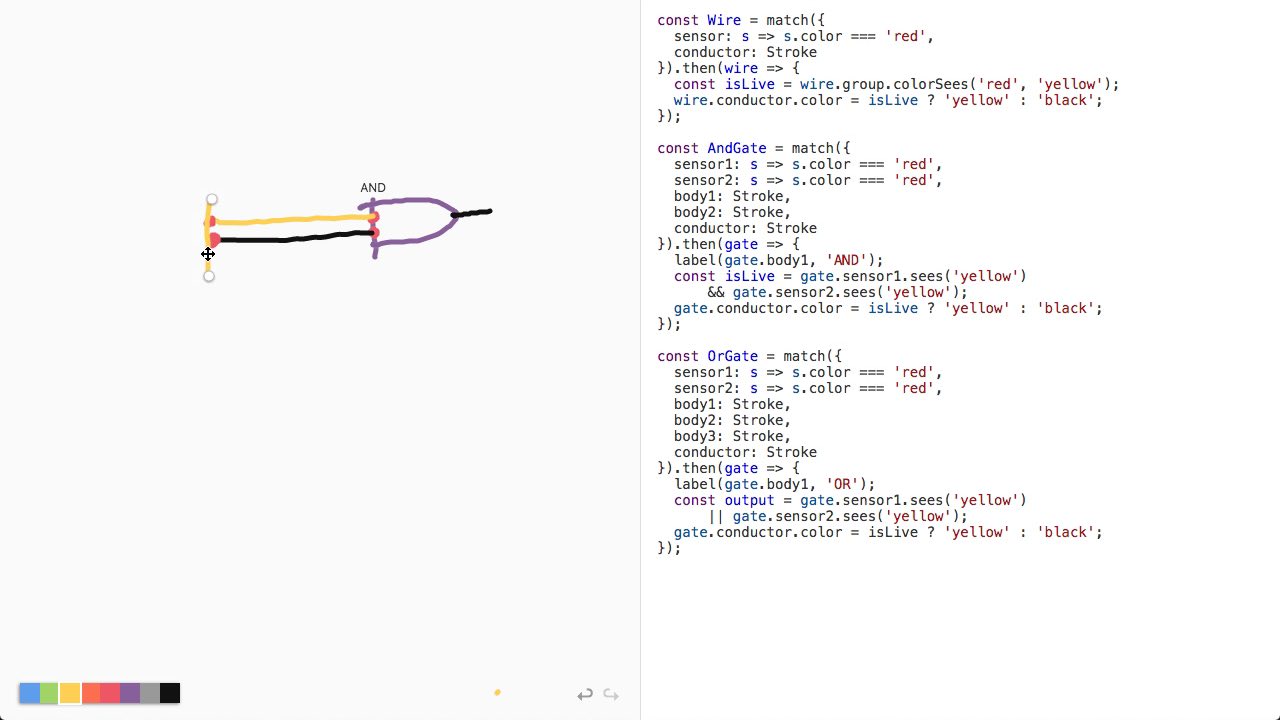 AND
const Wire = match({
  sensor: s => s.color === 'red',
  conductor: Stroke
}).then(wire => {
  const isLive = wire.group.colorSees('red', 'yellow');
  wire.conductor.color = isLive ? 'yellow' : 'black';
});

const AndGate = match({
  sensor1: s => s.color === 'red',
  sensor2: s => s.color === 'red',
  body1: Stroke,
  body2: Stroke,
  conductor: Stroke
}).then(gate => {
  label(gate.body1, 'AND');
  const isLive = gate.sensor1.sees('yellow')
      && gate.sensor2.sees('yellow');
  gate.conductor.color = isLive ? 'yellow' : 'black';
});

const OrGate = match({
  sensor1: s => s.color === 'red',
  sensor2: s => s.color === 'red',
  body1: Stroke,
  body2: Stroke,
  body3: Stroke,
  conductor: Stroke
}).then(gate => {
  label(gate.body1, 'OR');
  const output = gate.sensor1.sees('yellow')
      || gate.sensor2.sees('yellow');
  gate.conductor.color = isLive ? 'yellow' : 'black';
});